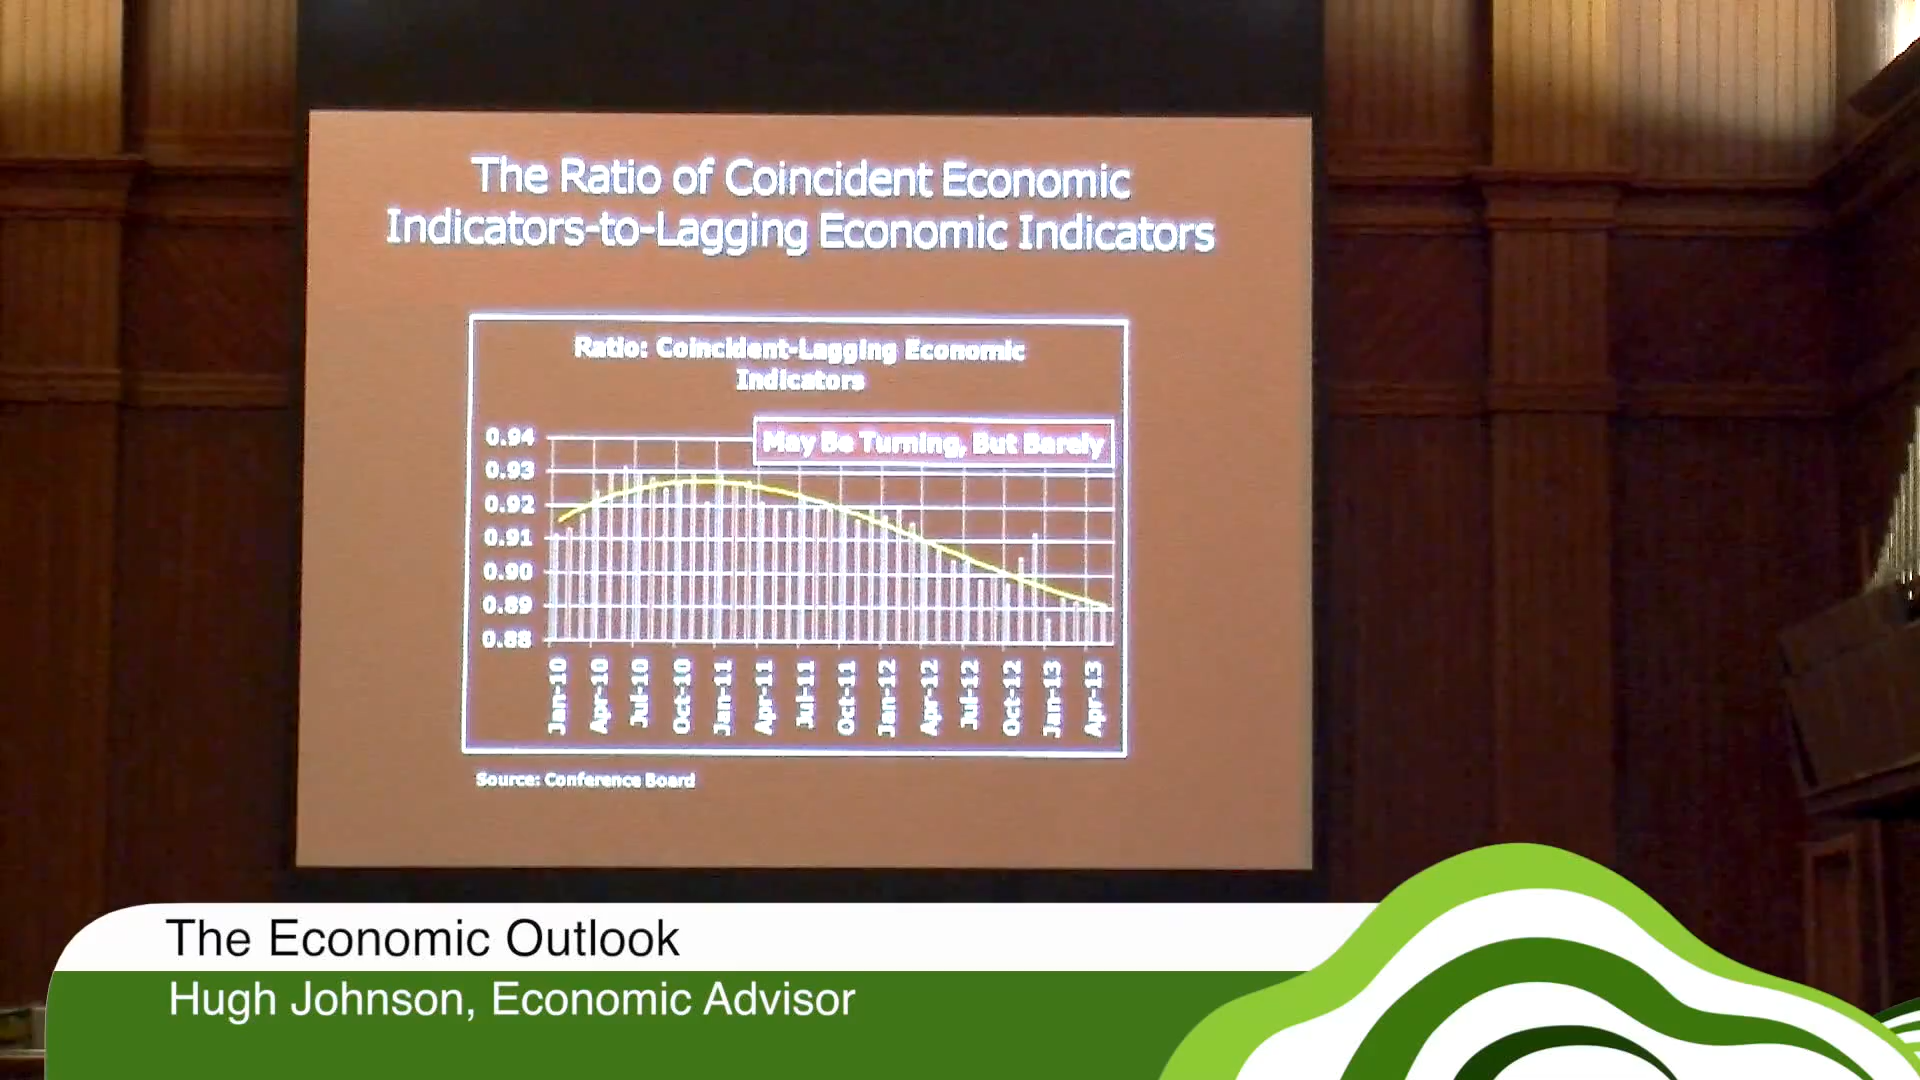 The Ratio of Coincident Economic
Indicators-to-Lagging Economic Indicators
Ratio: Coincident-Lagging Economic
Indicators
May Be Turning, But Barely
0.94
0.93
0.92
0.91
0.90
0.89
0.88
Jan-10
Apr-10
Jul-10
Oct-10
Jan-11
Apr-11
Jul-11
Oct-11
Jan-12
Apr-12
Jul-12
Oct-12
Jan-13
Apr-13
Source: Conference Board
The Economic Outlook
Hugh Johnson, Economic Advisor